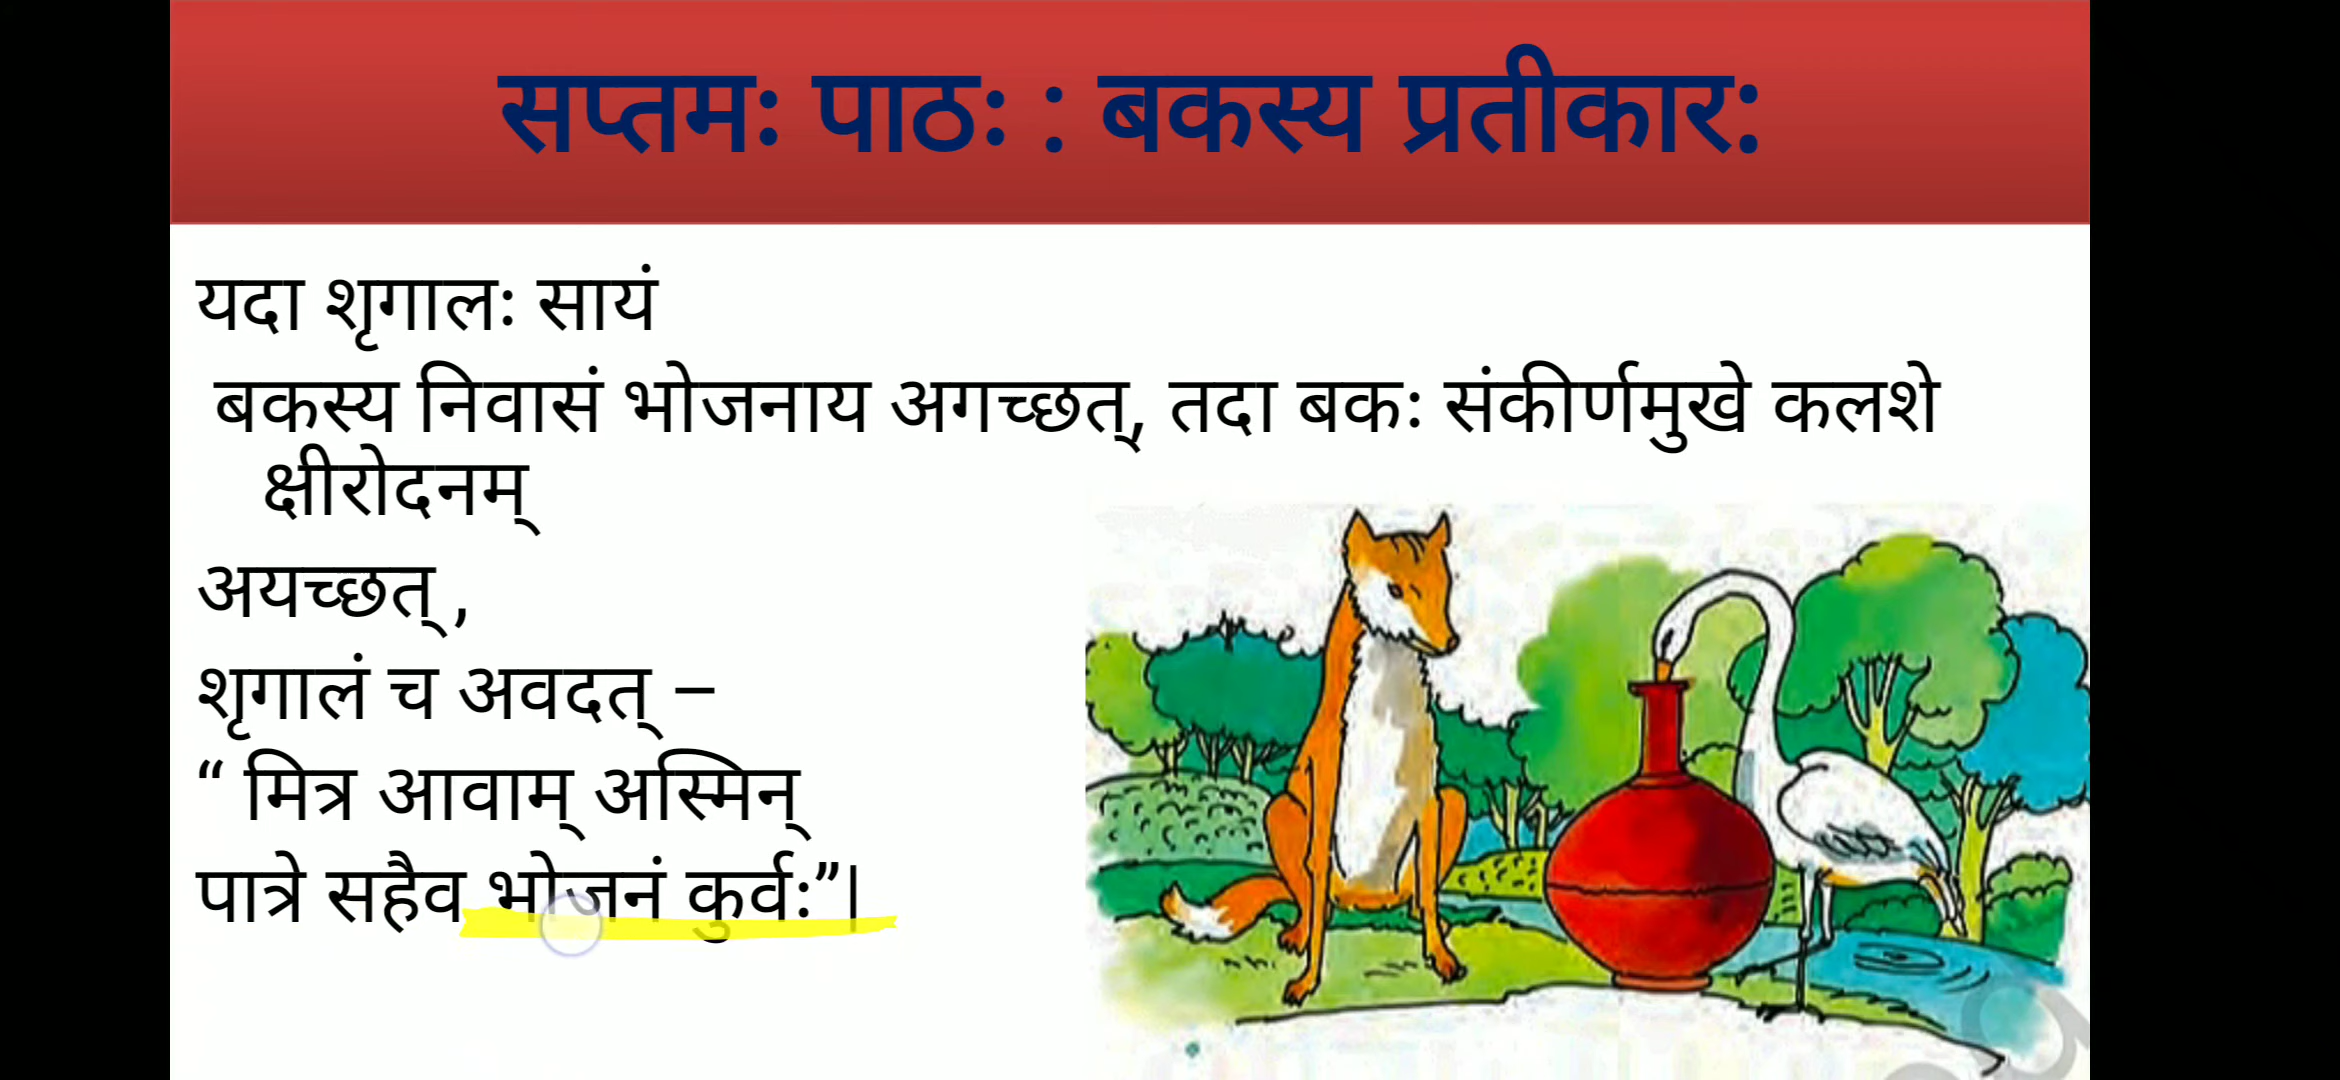 सप्तमः पाठः : बकस्य प्रतीकार:
यदा शृगालः सायं
बकस्य निवासं भोजनाय अगच्छत्, तदा बकः संकीर्णमुखे कलशे
क्षीरोदनम्
अयच्छत् ,
शृगालं च अवदत् –
“ मित्र आवाम् अस्मिन्
पात्रे सहैव भोजनं कुर्वः”|